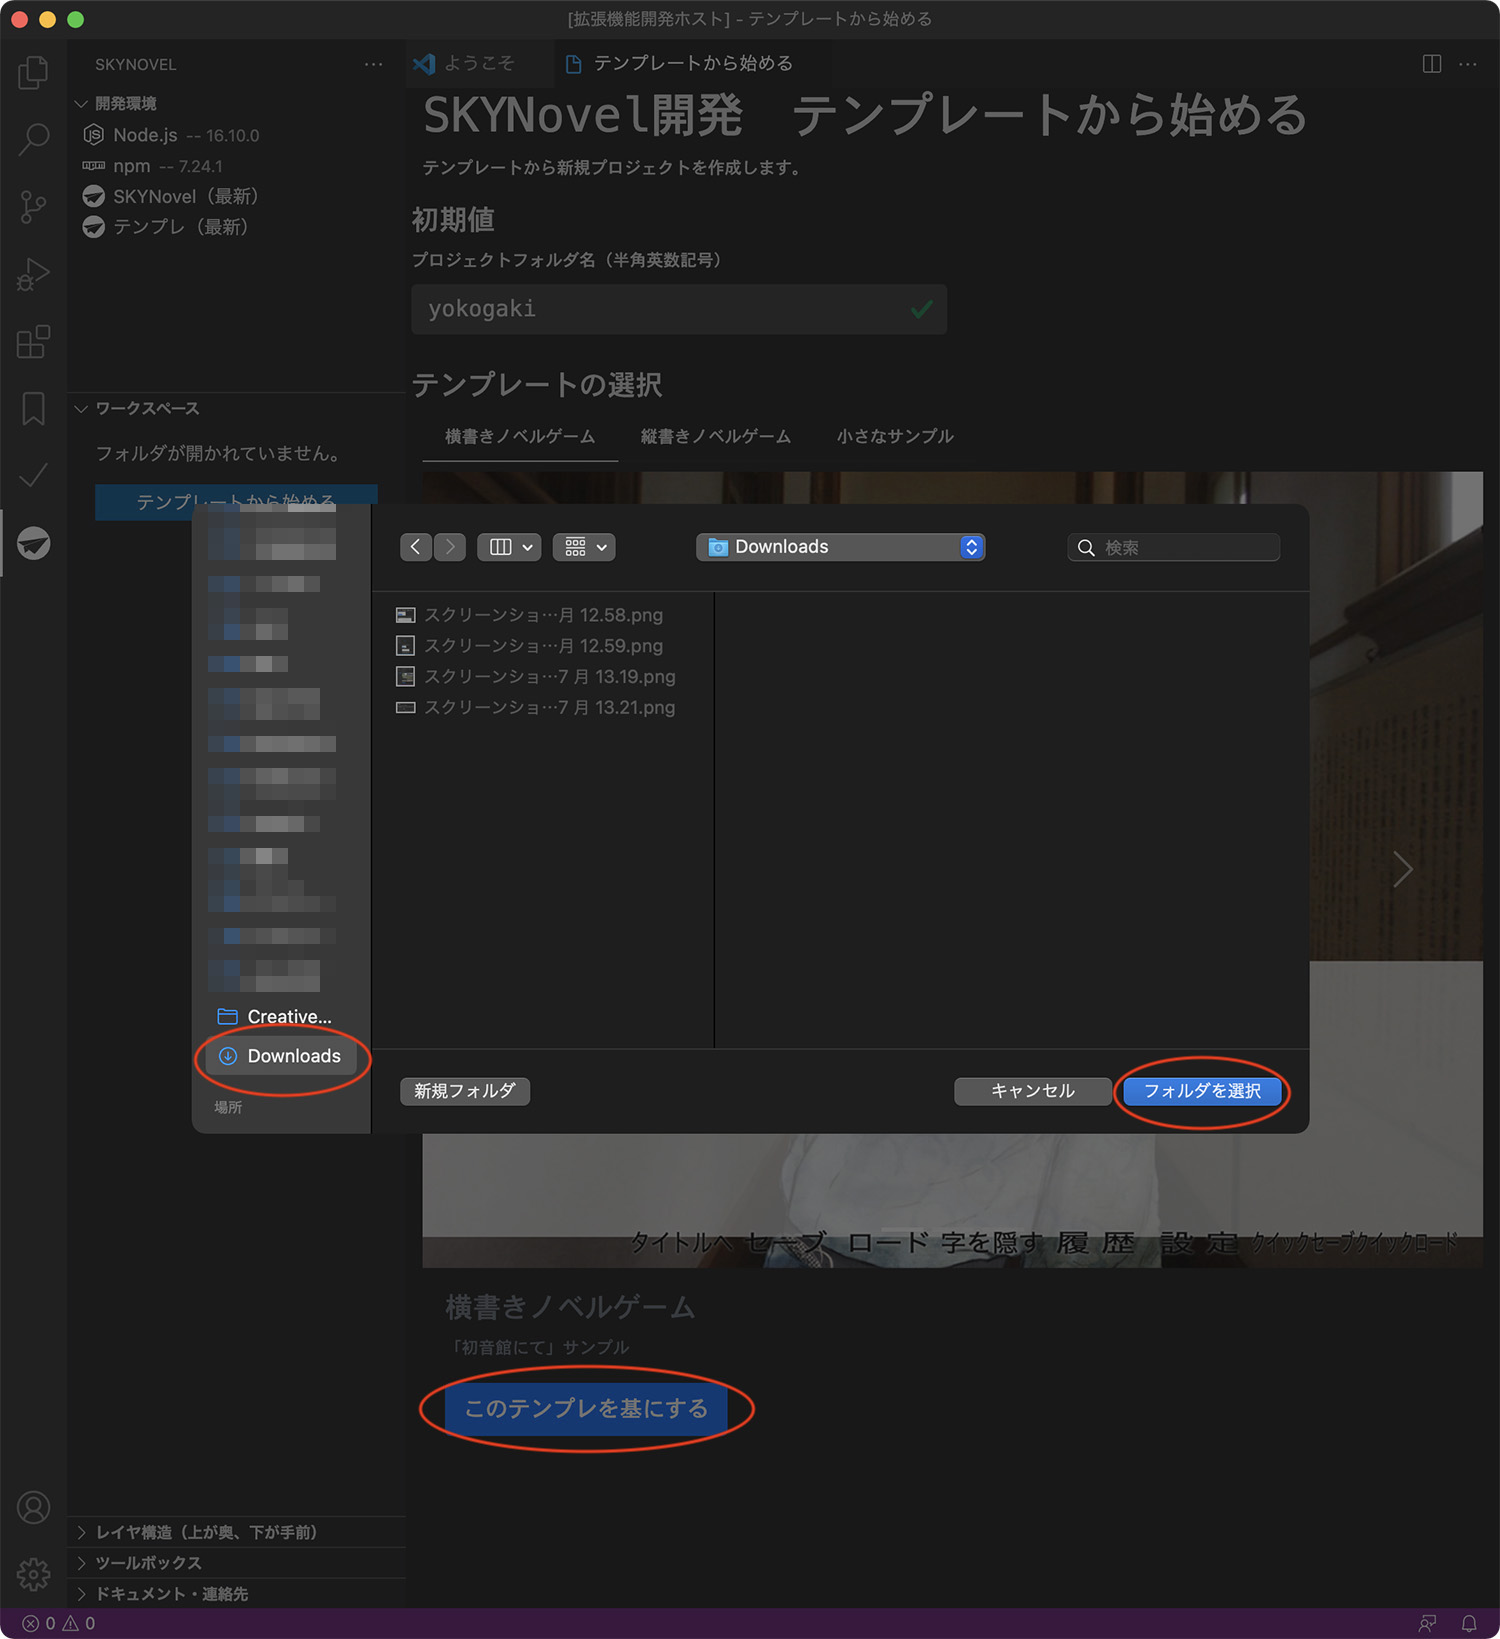 [拡張機能開発ホスト] - テンプレートから始める
SKYNOVEL
ようこそ
テンプレートから始める
開発環境
Node.js -- 16.10.0
npm -- 7.24.1
SKYNovel（最新）
テンプレ（最新）
SKYNovel開発　テンプレートから始める
テンプレートから新規プロジェクトを作成します。
初期値
プロジェクトフォルダ名（半角英数記号）
yokogaki
テンプレートの選択
横書きノベルゲーム 縦書きノベルゲーム 小さなサンプル
ワークスペース
フォルダが開かれていません。
テンプレートから始める
Downloads
検索
スクリーンショ…月 12.58.png
スクリーンショ…月 12.59.png
スクリーンショ…7 月 13.19.png
スクリーンショ…7 月 13.21.png
Creative...
Downloads
場所
新規フォルダ
キャンセル
フォルダを選択
タイトルへ セーブ ロード 字を隠す 履歴 設定 クイックセーブクイックロード
横書きノベルゲーム
「初音館にて」サンプル
このテンプレを基にする
レイヤ構造（上が奥、下が手前）
ツールボックス
ドキュメント・連絡先
0 0